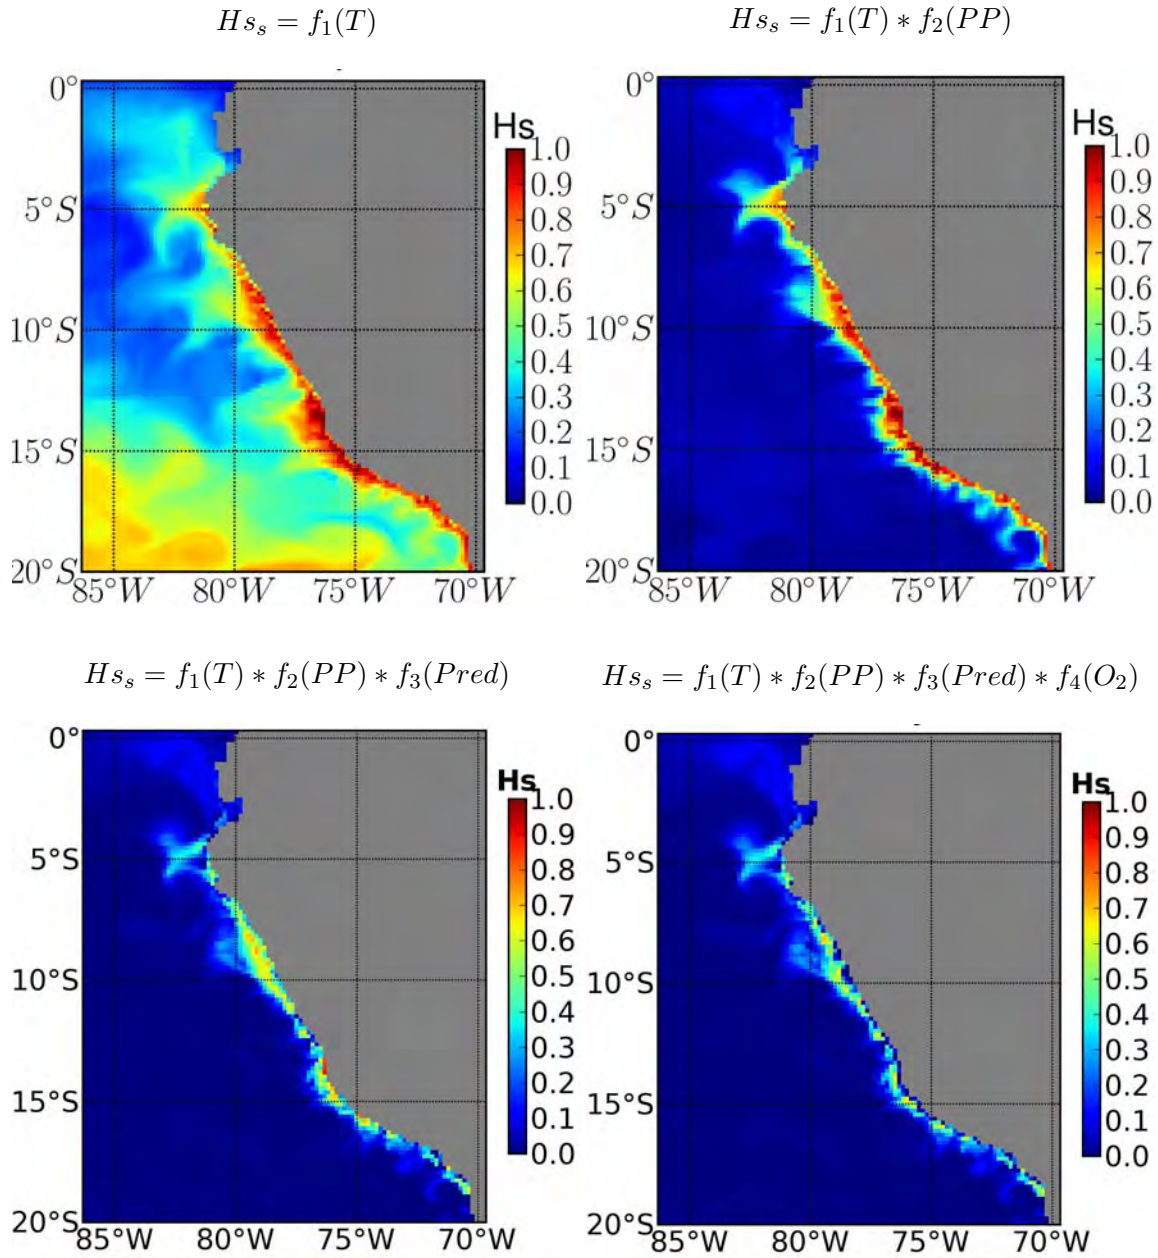 Hs_s = f_1(T)
Hs_s = f_1(T) * f_2(PP)
0°
5°S
10°S
15°S
20°S
85°W 80°W 75°W 70°W
Hs
1.0
0.9
0.8
0.7
0.6
0.5
0.4
0.3
0.2
0.1
0.0
0°
5°S
10°S
15°S
20°S
85°W 80°W 75°W 70°W
Hs
1.0
0.9
0.8
0.7
0.6
0.5
0.4
0.3
0.2
0.1
0.0
Hs_s = f_1(T) * f_2(PP) * f_3(Pred)
Hs_s = f_1(T) * f_2(PP) * f_3(Pred) * f_4(O_2)
0°
5°S
10°S
15°S
20°S
85°W 80°W 75°W 70°W
Hs
1.0
0.9
0.8
0.7
0.6
0.5
0.4
0.3
0.2
0.1
0.0
0°
5°S
10°S
15°S
20°S
85°W 80°W 75°W 70°W
Hs
1.0
0.9
0.8
0.7
0.6
0.5
0.4
0.3
0.2
0.1
0.0